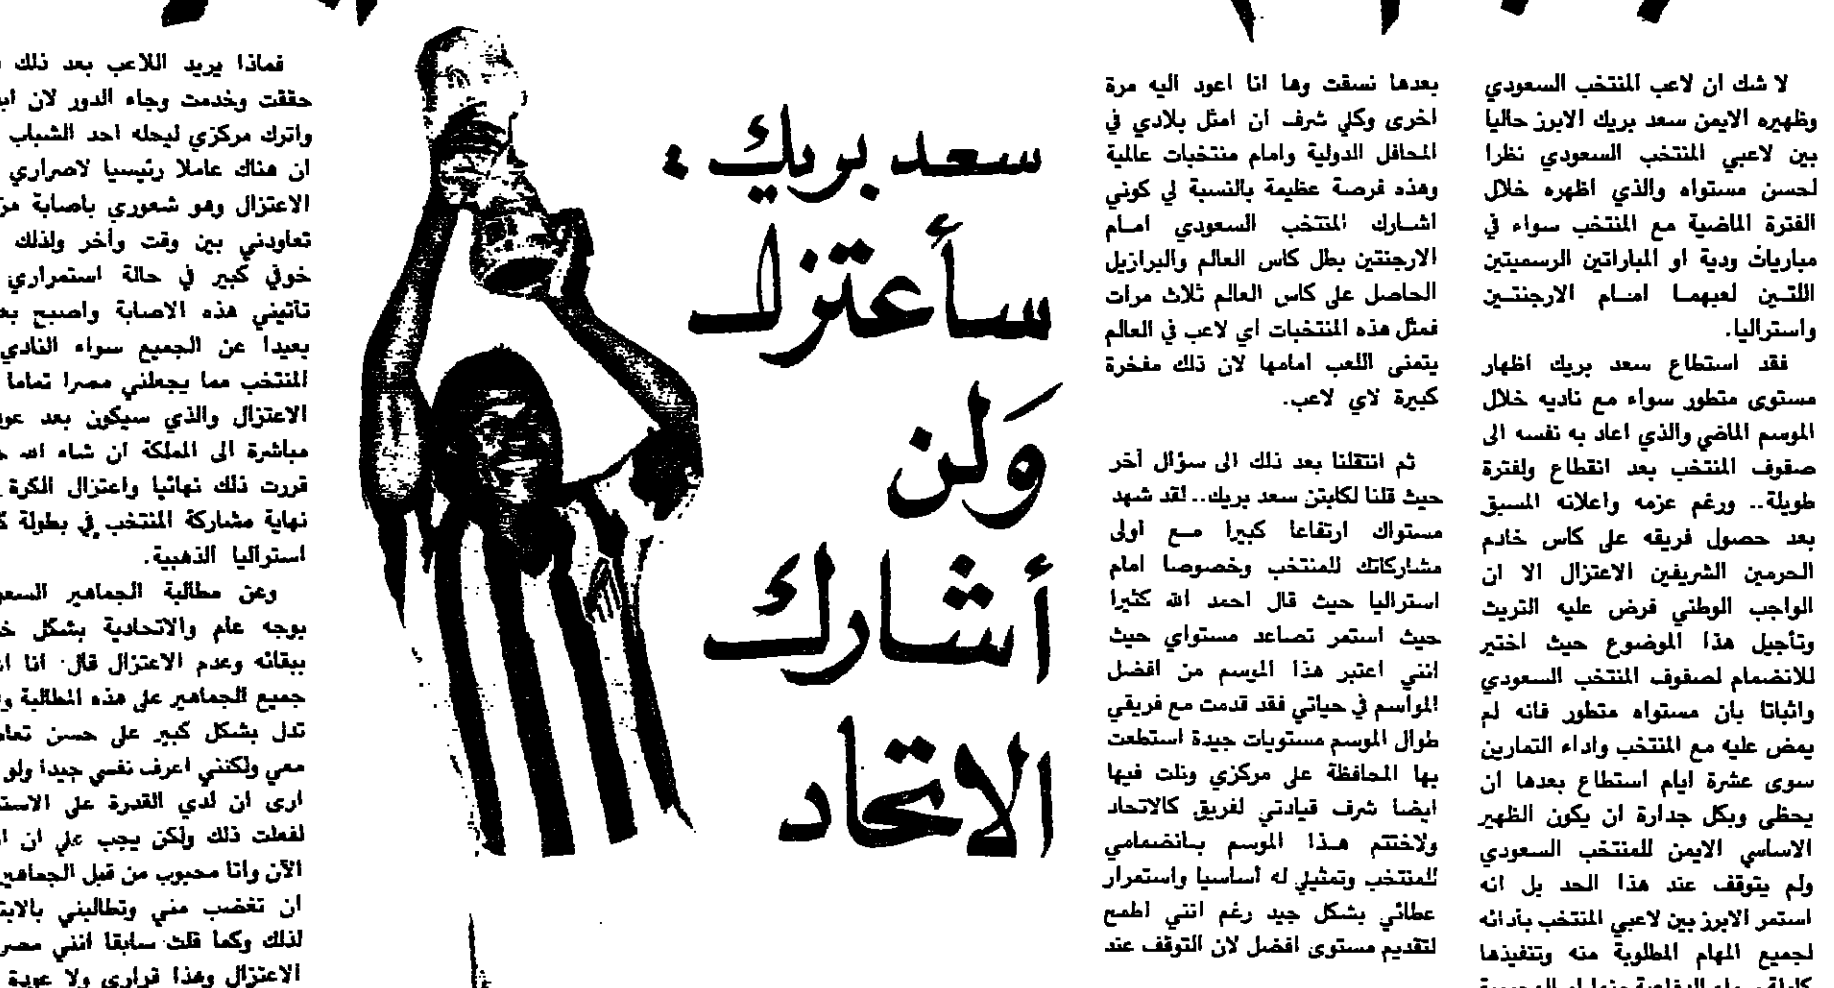 لا شك ان لاعب المنتخب السعودي
وظهيره الايمن سعد بريك الابرز حاليا
بين لاعبي المنتخب السعودي نظرا
لحسن مستواه والذي اظهره خلال
الفترة الماضية مع المنتخب سواء في
مباريات ودية او المباراتين الرسميتين
اللتـين لعبهمـا امـام الارجنتـين
واستراليا.
فقد استطاع سعد بريك اظهار
مستوى متطور سواء مع ناديه خلال
الموسم الماضي والذي اعاد به نفسه الى
صفوف المنتخب بعد انقطاع ولفترة
طويلة.. ورغم عزمه واعلانه المسبق
بعد حصول فريقه على كاس خادم
الحرمين الشريفين الاعتزال الا ان
الواجب الوطني فرض عليه التريث
وتأجيل هذا الموضوع حيث اختير
للانضمام لصفوف المنتخب السعودي
واثباتا بان مستواه متطور فانه لم
يمض عليه مع المنتخب واداء التمارين
سوى عشرة ايام استطاع بعدها ان
يحظى وبكل جدارة ان يكون الظهير
الاساسي الايمن للمنتخب السعودي
ولم يتوقف عند هذا الحد بل انه
استمر الابرز بين لاعبي المنتخب بأدائه
لجميع المهام المطلوبة منه وتنفيذها
بعدها نسقت وها انا اعود اليه مرة
اخرى وكلي شرف ان امثل بلادي في
المحافل الدولية وامام منتخبات عالمية
وهذه فرصة عظيمة بالنسبة لي كوني
اشـارك المنتخب السعودي امـام
الارجنتين بطل كاس العالم والبرازيل
الحاصل على كاس العالم ثلاث مرات
فمثل هذه المنتخبات اي لاعب في العالم
يتمنى اللعب امامها لان ذلك مفخرة
كبيرة لاي لاعب.
ثم انتقلنا بعد ذلك الى سؤال آخر
حيث قلنا لكابتن سعد بريك.. لقد شهد
مستواك ارتفاعا كبيرا مـع اولى
مشاركاتك للمنتخب وخصوصا امام
استراليا حيث قال احمد الله كثيرا
حيث استمر تصاعد مستواي حيث
انني اعتبر هذا الموسم من افضل
المواسم في حياتي فقد قدمت مع فريقي
طوال الموسم مستويات جيدة استطعت
بها المحافظة على مركزي ونلت فيها
ايضا شرف قيادتي لفريق كالاتحاد
ولاختتم هـذا الموسم بـانضمامي
للمنتخب وتمثيلي له أساسيا واستمرار
عطائي بشكل جيد رغم انني اطمع
لتقديم مستوى افضل لان التوقف عند
سعد بريك :
سأعتزل
وَلن
أشارك
الاتحاد
فماذا يريد اللاعب بعد ذلك
حققت وخدمت وجاء الدور لان
واترك مركزي ليحله احد الشباب
ان هناك عاملا رئيسيا لاصراري
الاعتزال وهو شعوري باصابة
تعاودني بين وقت وآخر ولذلك
خوفي كبير في حالة استمراري
تأتيني هذه الاصابة واصبح
بعيدا عن الجميع سواء النادي
المنتخب مما يجعلني مصرا تماما
الاعتزال والذي سيكون بعد
مباشرة الى المملكة ان شاء الله
قررت ذلك نهائيا واعتزال الكرة
نهاية مشاركة المنتخب في بطولة
استراليا الذهبية.
وعن مطالبة الجماهير
بوجه عام والاتحادية بشكل
ببقائه وعدم الاعتزال قال: انا
جميع الجماهير على هذه المطالبة
تدل بشكل كبير على حسن
معي ولكنني اعرف نفسي جيدا ولو
ارى ان لدي القدرة على
لفعلت ذلك ولكن يجب علي ان
الآن وانا محبوب من قبل الجماهير
ان تغضب مني وتطالبني
لذلك وكما قلت سابقا انني
الاعتزال وهذا قراري ولا عودة